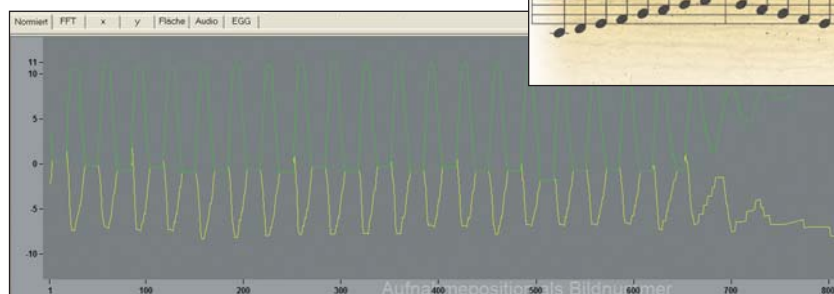 Normiert FFT x y Fläche Audio EGG
11
10
5
0
-5
-10
1 100 200 300 400 500 600 700 800
Aufnahmeposition als Bildnummer